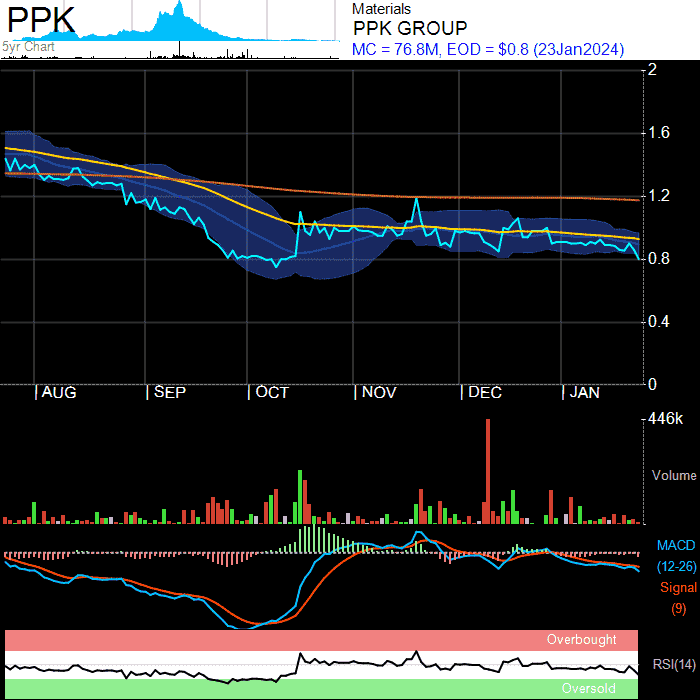 PPK
5yr Chart
Materials
PPK GROUP
MC = 76.8M, EOD = $0.8 (23Jan2024)
2
1.6
1.2
0.8
0.4
0
| AUG | SEP | OCT | NOV | DEC | JAN
446k
Volume
MACD
(12-26)
Signal
(9)
Overbought
RSI(14)
Oversold